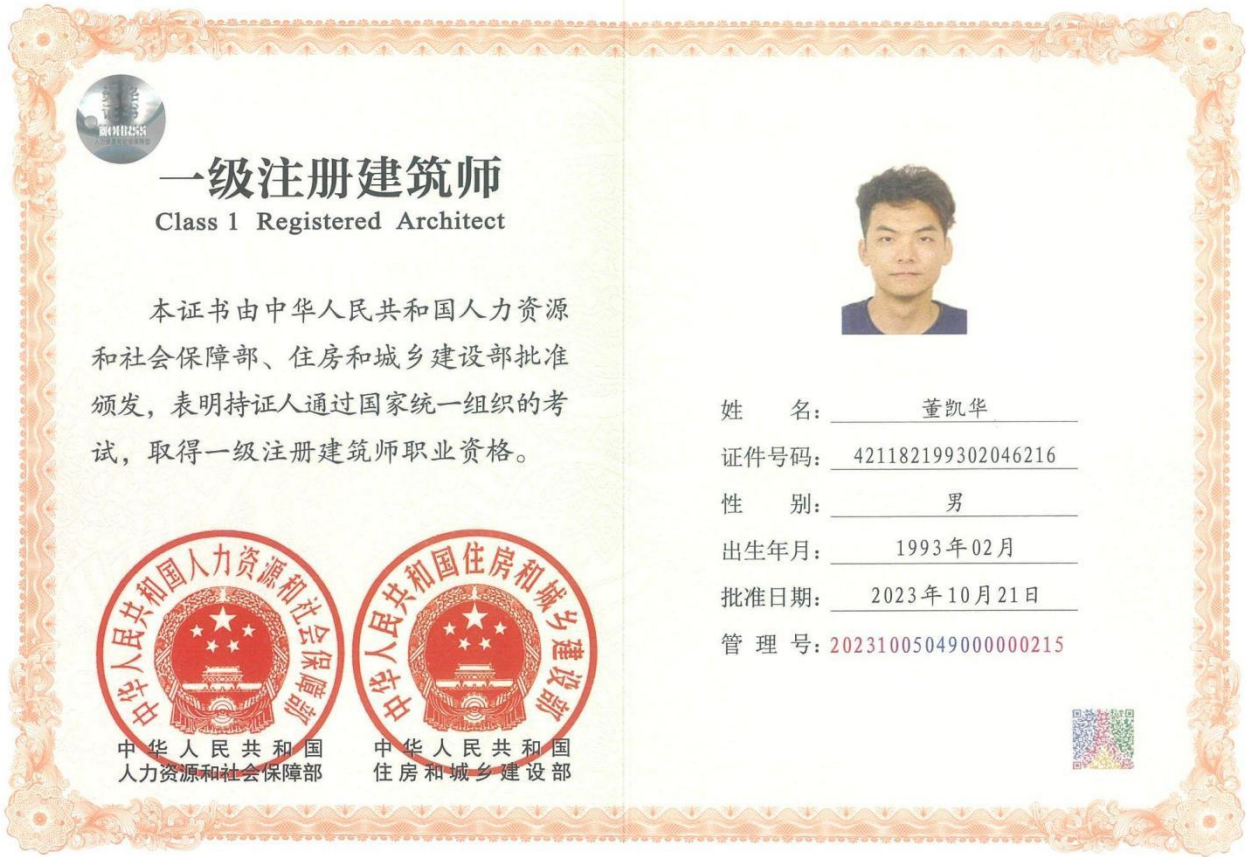 一级注册建筑师
Class 1 Registered Architect
本证书由中华人民共和国人力资源
和社会保障部、住房和城乡建设部批准
颁发，表明持证人通过国家统一组织的考
试，取得一级注册建筑师职业资格。
中华人民共和国人力资源和社会保障部
中华人民共和国住房和城乡建设部
中华人民共和国
人力资源和社会保障部
中华人民共和国
住房和城乡建设部
姓 名：董凯华
证件号码：421182199302046216
性 别：男
出生年月：1993年02月
批准日期：2023年10月21日
管 理 号：20231005049000000215